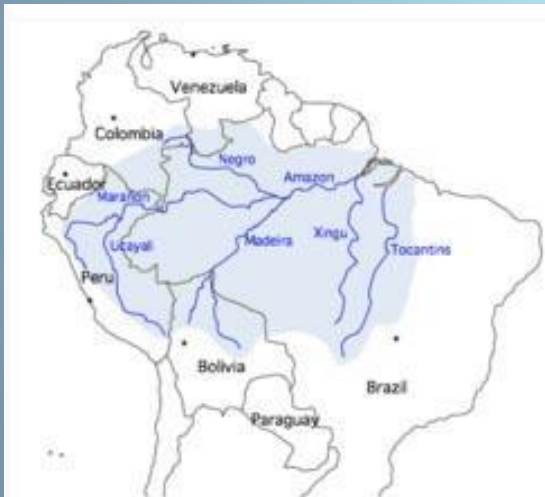 Venezuela
Colombia
Negro
Ecuador
Amazon
Marañon
Ucayali
Madeira
Xingu
Tocantins
Peru
Bolivia
Brazil
Paraguay